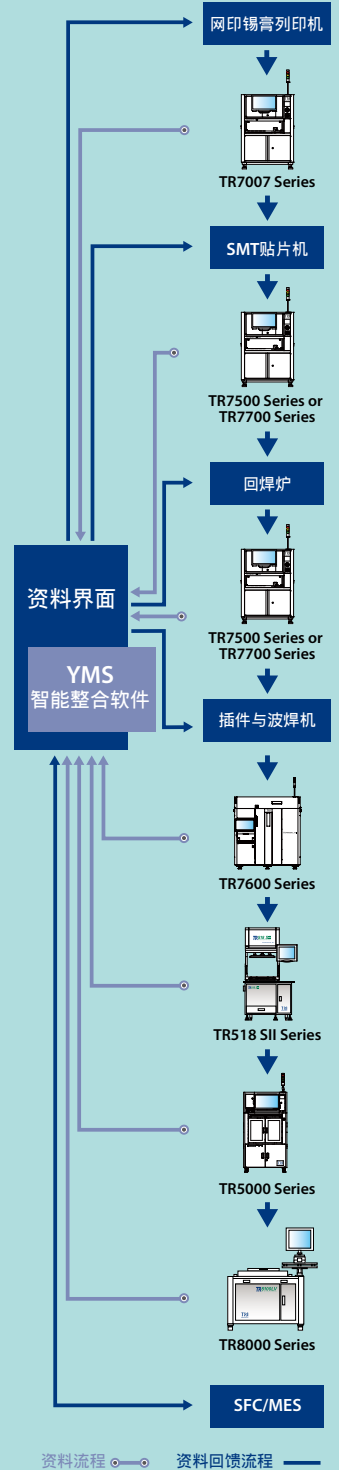 网印锡膏列印机
TR7007 Series
SMT贴片机
TR7500 Series or
TR7700 Series
回焊炉
资料界面
TR7500 Series or
TR7700 Series
YMS
智能整合软件
插件与波焊机
TR7600 Series
TR518 SII Series
TR5000 Series
TR8000 Series
SFC/MES
资料流程
资料回馈流程